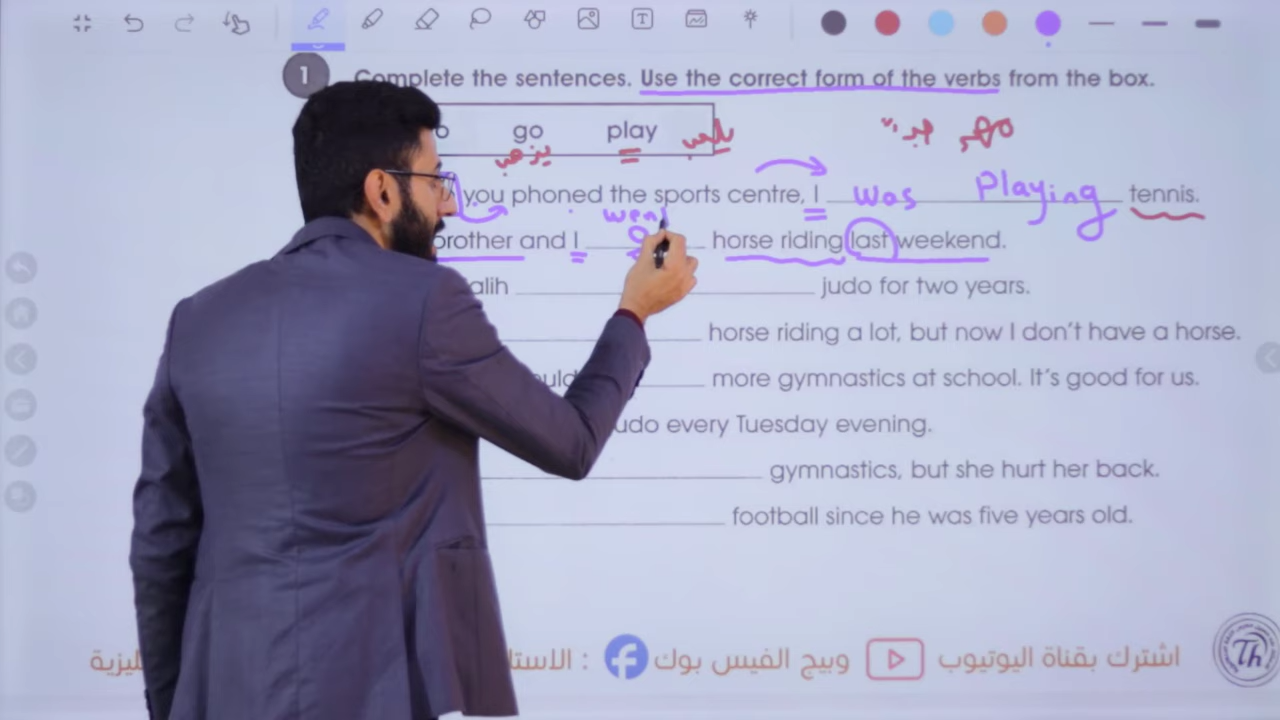 1 Complete the sentences. Use the correct form of the verbs from the box.
go play يلعب
يذهب
you phoned the sports centre, I was Playing tennis.
went
brother and I horse riding last weekend.
alih judo for two years.
horse riding a lot, but now I don't have a horse.
ould more gymnastics at school. It's good for us.
udo every Tuesday evening.
gymnastics, but she hurt her back.
football since he was five years old.
اشترك بقناة اليوتيوب وبيج الفيس بوك : الاستا ليزية
Th